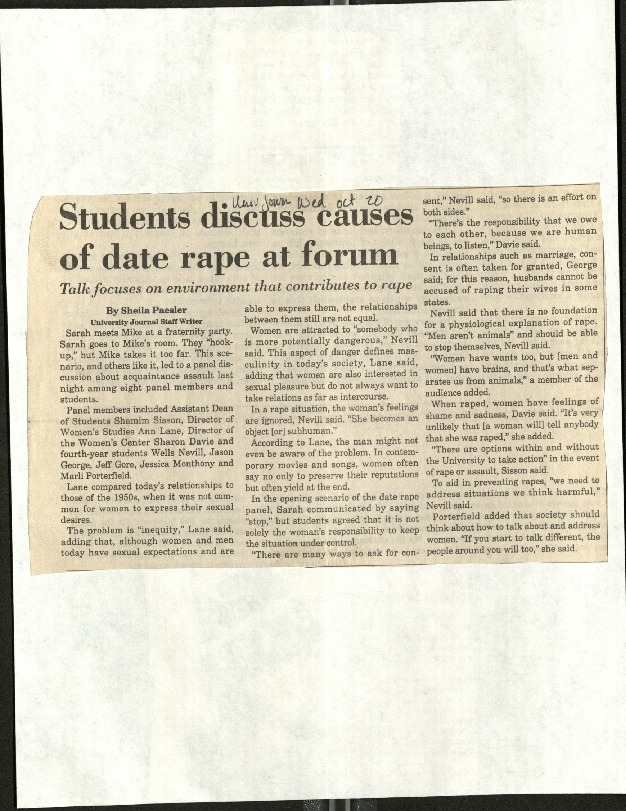 Univ. Journ Wed oct 20
Students discuss causes
of date rape at forum
Talk focuses on environment that contributes to rape
By Sheila Paesler
University Journal Staff Writer
Sarah meets Mike at a fraternity party.
Sarah goes to Mike's room. They "hook-
up," but Mike takes it too far. This sce-
nario, and others like it, led to a panel dis-
cussion about acquaintance assault last
night among eight panel members and
students.
Panel members included Assistant Dean
of Students Shamim Sisson, Director of
Women's Studies Ann Lane, Director of
the Women's Center Sharon Davie and
fourth-year students Wells Nevill, Jason
George, Jeff Gore, Jessica Monthony and
Marli Porterfield.
Lane compared today's relationships to
those of the 1950s, when it was not com-
mon for women to express their sexual
desires.
The problem is "inequity," Lane said,
adding that, although women and men
today have sexual expectations and are
able to express them, the relationships
between them still are not equal.
Women are attracted to "somebody who
is more potentially dangerous," Nevill
said. This aspect of danger defines mas-
culinity in today's society, Lane said,
adding that women are also interested in
sexual pleasure but do not always want to
take relations as far as intercourse.
In a rape situation, the woman's feelings
are ignored, Nevill said. "She becomes an
object [or] subhuman."
According to Lane, the man might not
even be aware of the problem. In contem-
porary movies and songs, women often
say no only to preserve their reputations
but often yield at the end.
In the opening scenario of the date rape
panel, Sarah communicated by saying
"stop," but students agreed that it is not
solely the woman's responsibility to keep
the situation under control.
"There are many ways to ask for con-
sent," Nevill said, "so there is an effort on
both sides."
"There's the responsibility that we owe
to each other, because we are human
beings, to listen," Davie said.
In relationships such as marriage, con-
sent is often taken for granted, George
said; for this reason, husbands cannot be
accused of raping their wives in some
states.
Nevill said that there is no foundation
for a physiological explanation of rape.
"Men aren't animals" and should be able
to stop themselves, Nevill said.
"Women have wants too, but [men and
women] have brains, and that's what sep-
arates us from animals," a member of the
audience added.
When raped, women have feelings of
shame and sadness, Davie said. "It's very
unlikely that [a woman will] tell anybody
that she was raped," she added.
"There are options within and without
the University to take action" in the event
of rape or assault, Sisson said.
To aid in preventing rapes, "we need to
address situations we think harmful,"
Nevill said.
Porterfield added that society should
think about how to talk about and address
women. "If you start to talk different, the
people around you will too," she said.